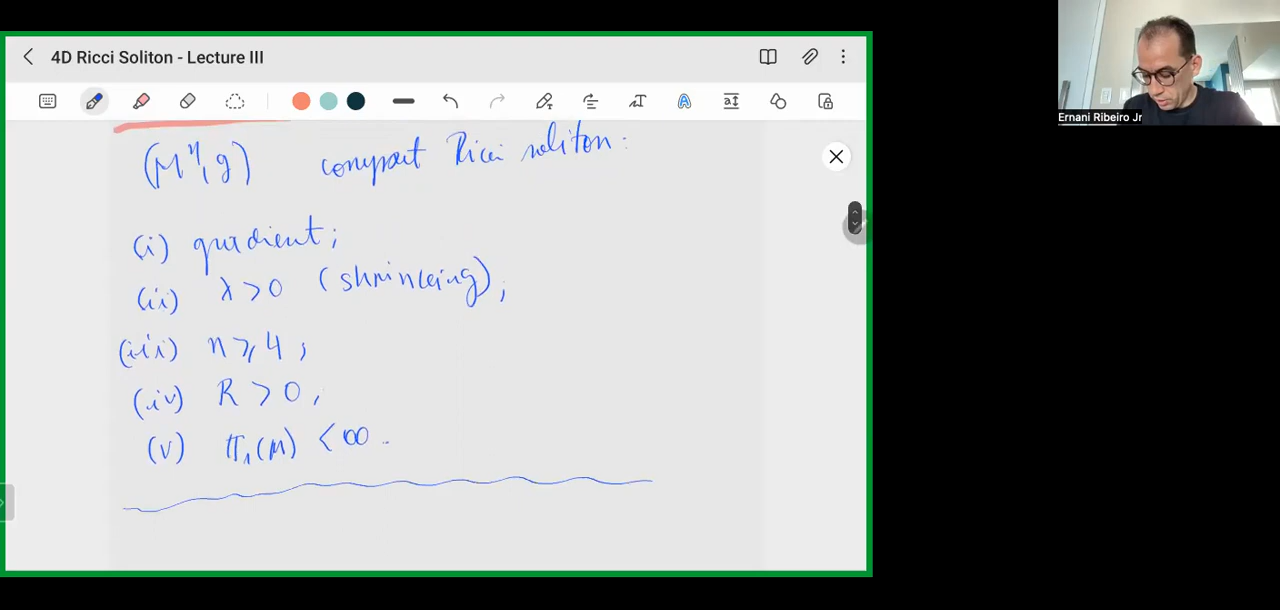 4D Ricci Soliton - Lecture III
Ernani Ribeiro Jr
(Mⁿ, g) compact Ricci soliton:
(i) gradient;
(ii) λ > 0 (shrinking);
(iii) n ≥ 4;
(iv) R > 0;
(v) π₁(M) < ∞.